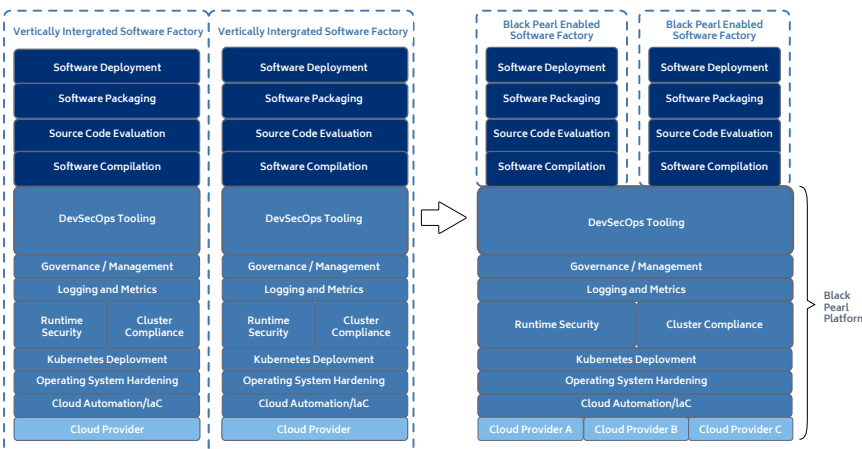 Vertically Intergrated Software Factory
Software Deployment
Software Packaging
Source Code Evaluation
Software Compilation
DevSecOps Tooling
Governance / Management
Logging and Metrics
Runtime
Security
Cluster
Compliance
Kubernetes Deplovment
Operating System Hardening
Cloud Automation/IaC
Cloud Provider
Vertically Intergrated Software Factory
Software Deployment
Software Packaging
Source Code Evaluation
Software Compilation
DevSecOps Tooling
Governance / Management
Logging and Metrics
Runtime
Security
Cluster
Compliance
Kubernetes Deplovment
Operating System Hardening
Cloud Automation/IaC
Cloud Provider
Black Pearl Enabled
Software Factory
Software Deployment
Software Packaging
Source Code Evaluation
Software Compilation
Black Pearl Enabled
Software Factory
Software Deployment
Software Packaging
Source Code Evaluation
Software Compilation
DevSecOps Tooling
Governance / Management
Logging and Metrics
Runtime Security
Cluster Compliance
Kubernetes Deplovment
Operating System Hardening
Cloud Automation/IaC
Cloud Provider A
Cloud Provider B
Cloud Provider C
Black
Pearl
Platform